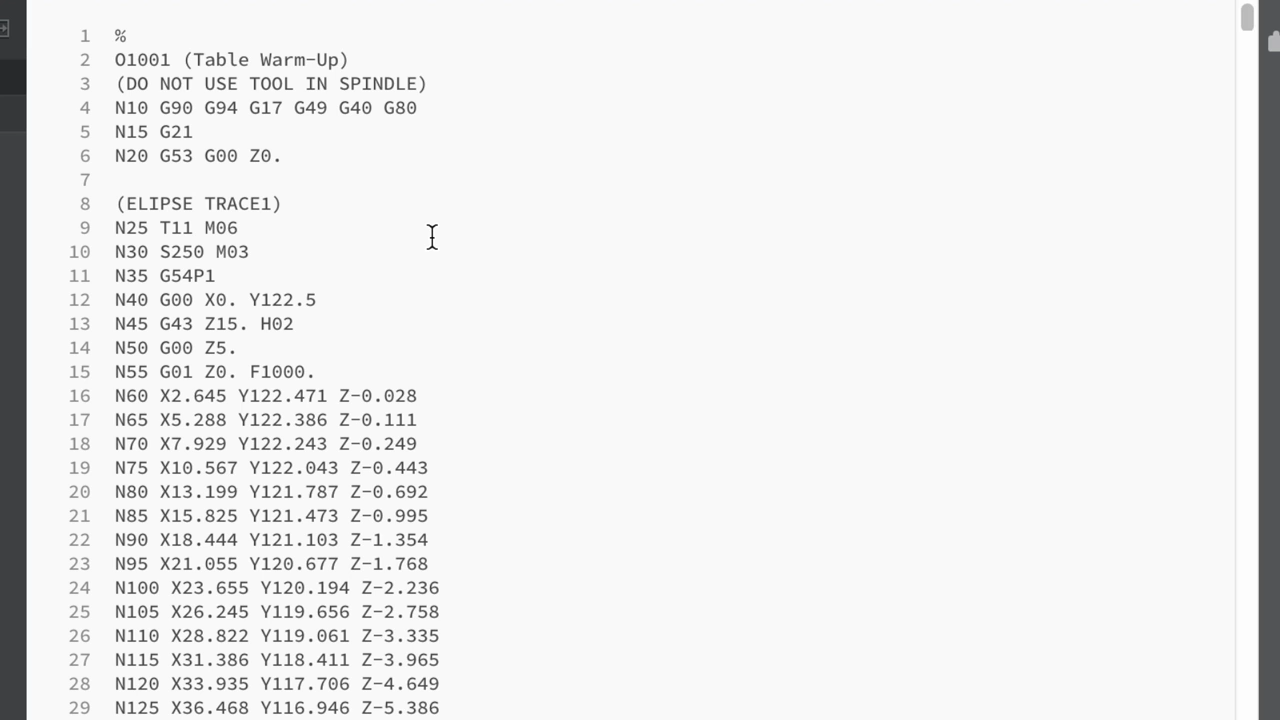 1 %
2 O1001 (Table Warm-Up)
3 (DO NOT USE TOOL IN SPINDLE)
4 N10 G90 G94 G17 G49 G40 G80
5 N15 G21
6 N20 G53 G00 Z0.
7
8 (ELIPSE TRACE1)
9 N25 T11 M06
10 N30 S250 M03
11 N35 G54P1
12 N40 G00 X0. Y122.5
13 N45 G43 Z15. H02
14 N50 G00 Z5.
15 N55 G01 Z0. F1000.
16 N60 X2.645 Y122.471 Z-0.028
17 N65 X5.288 Y122.386 Z-0.111
18 N70 X7.929 Y122.243 Z-0.249
19 N75 X10.567 Y122.043 Z-0.443
20 N80 X13.199 Y121.787 Z-0.692
21 N85 X15.825 Y121.473 Z-0.995
22 N90 X18.444 Y121.103 Z-1.354
23 N95 X21.055 Y120.677 Z-1.768
24 N100 X23.655 Y120.194 Z-2.236
25 N105 X26.245 Y119.656 Z-2.758
26 N110 X28.822 Y119.061 Z-3.335
27 N115 X31.386 Y118.411 Z-3.965
28 N120 X33.935 Y117.706 Z-4.649
29 N125 X36.468 Y116.946 Z-5.386